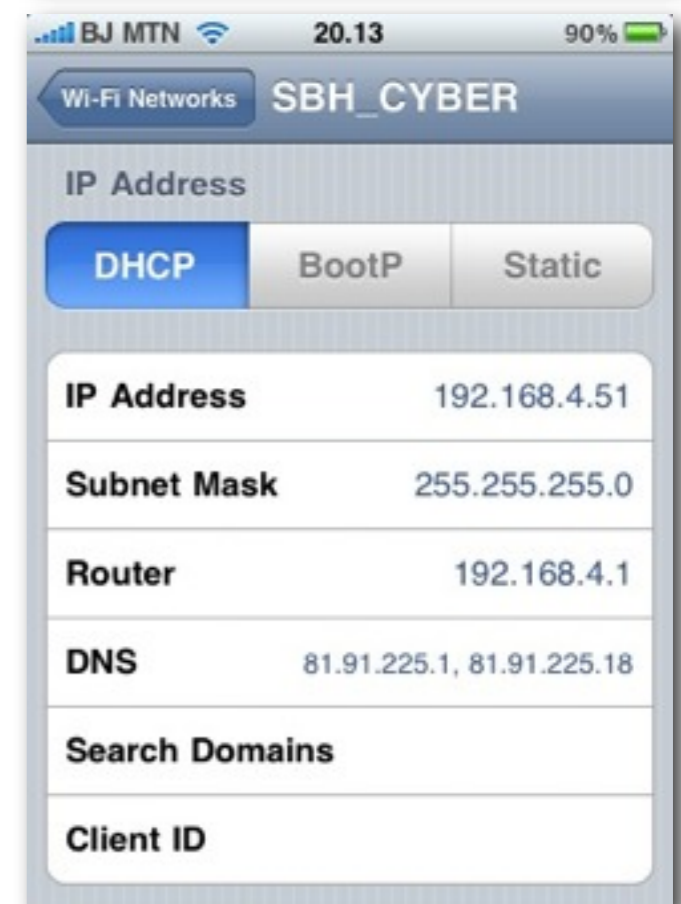 BJ MTN 20.13 90%
Wi-Fi Networks SBH_CYBER
IP Address
DHCP BootP Static
IP Address 192.168.4.51
Subnet Mask 255.255.255.0
Router 192.168.4.1
DNS 81.91.225.1, 81.91.225.18
Search Domains
Client ID